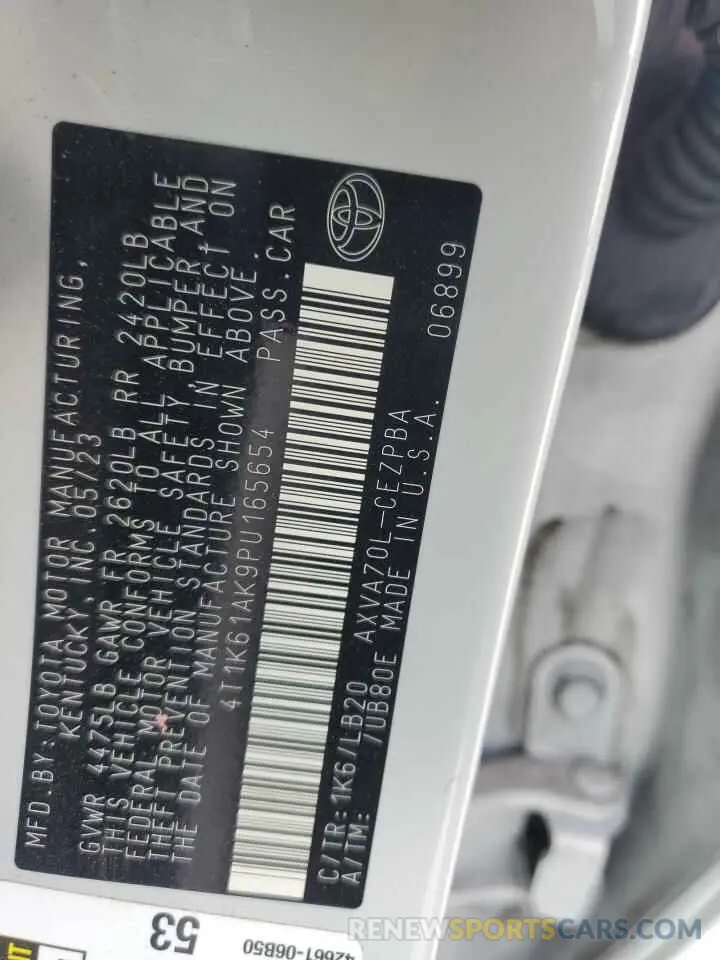 MFD.BY:TOYOTA MOTOR MANUFACTURING,
KENTUCKY, INC. 05/23
GVWR 4475LB GAWR FR 2620LB RR 2420LB
THIS VEHICLE CONFORMS TO ALL APPLICABLE
FEDERAL MOTOR VEHICLE SAFETY, BUMPER, AND
THEFT PREVENTION STANDARDS IN EFFECT ON
THE DATE OF MANUFACTURE SHOWN ABOVE.
4T1K61AK9PU165654 PASS.CAR
C/TR:1K6/LB20 AXVA70L-CEZPBA
A/TM: /UB80E MADE IN U.S.A. 06899
53
42661-06B50
RENEWSPORTSCARS.COM